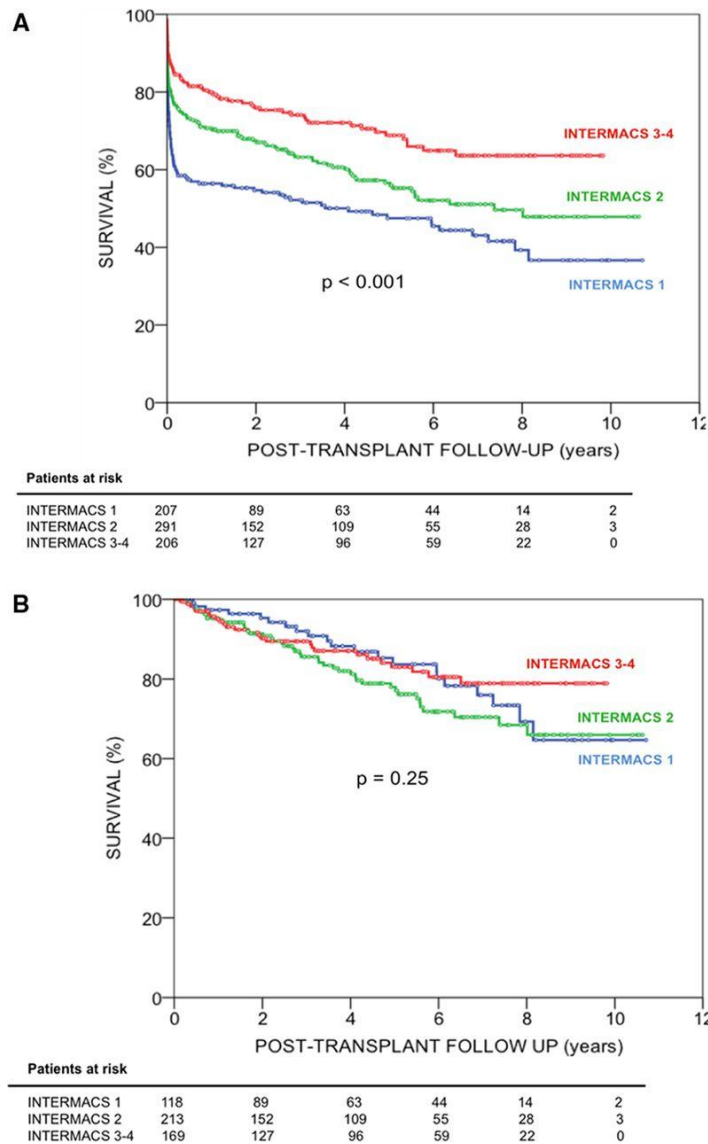 A
100
80
60
40
20
0
SURVIVAL (%)
INTERMACS 3-4
INTERMACS 2
INTERMACS 1
p < 0.001
0 2 4 6 8 10 12
POST-TRANSPLANT FOLLOW-UP (years)
Patients at risk
INTERMACS 1 207 89 63 44 14 2
INTERMACS 2 291 152 109 55 28 3
INTERMACS 3-4 206 127 96 59 22 0
B
100
80
60
40
20
0
SURVIVAL (%)
INTERMACS 3-4
INTERMACS 2
INTERMACS 1
p = 0.25
0 2 4 6 8 10 12
POST-TRANSPLANT FOLLOW UP (years)
Patients at risk
INTERMACS 1 118 89 63 44 14 2
INTERMACS 2 213 152 109 55 28 3
INTERMACS 3-4 169 127 96 59 22 0